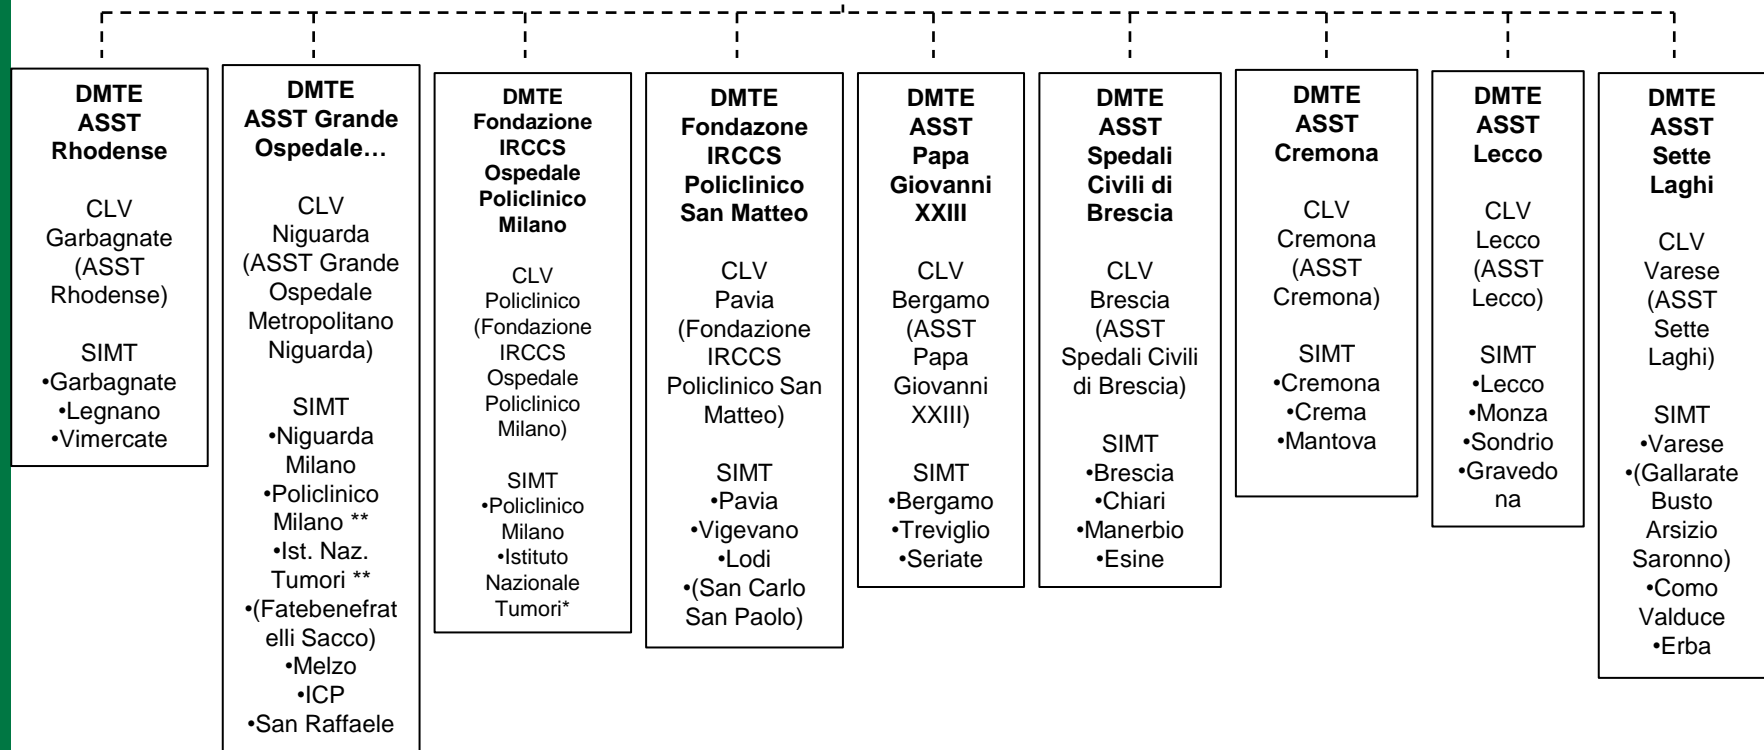 DMTE
ASST
Rhodense
CLV
Garbagnate
(ASST
Rhodense)
SIMT
•Garbagnate
•Legnano
•Vimercate
DMTE
ASST Grande
Ospedale…
CLV
Niguarda
(ASST Grande
Ospedale
Metropolitano
Niguarda)
SIMT
•Niguarda
Milano
•Policlinico
Milano **
•Ist. Naz.
Tumori **
•(Fatebenefrat
elli Sacco)
•Melzo
•ICP
•San Raffaele
DMTE
Fondazione
IRCCS
Ospedale
Policlinico
Milano
CLV
Policlinico
(Fondazione
IRCCS
Ospedale
Policlinico
Milano)
SIMT
•Policlinico
Milano
•Istituto
Nazionale
Tumori*
DMTE
Fondazone
IRCCS
Policlinico
San Matteo
CLV
Pavia
(Fondazione
IRCCS
Policlinico San
Matteo)
SIMT
•Pavia
•Vigevano
•Lodi
•(San Carlo
San Paolo)
DMTE
ASST
Papa
Giovanni
XXIII
CLV
Bergamo
(ASST
Papa
Giovanni
XXIII)
SIMT
•Bergamo
•Treviglio
•Seriate
DMTE
ASST
Spedali
Civili di
Brescia
CLV
Brescia
(ASST
Spedali Civili
di Brescia)
SIMT
•Brescia
•Chiari
•Manerbio
•Esine
DMTE
ASST
Cremona
CLV
Cremona
(ASST
Cremona)
SIMT
•Cremona
•Crema
•Mantova
DMTE
ASST
Lecco
CLV
Lecco
(ASST
Lecco)
SIMT
•Lecco
•Monza
•Sondrio
•Gravedo
na
DMTE
ASST
Sette
Laghi
CLV
Varese
(ASST
Sette
Laghi)
SIMT
•Varese
•(Gallarate
Busto
Arsizio
Saronno)
•Como
Valduce
•Erba